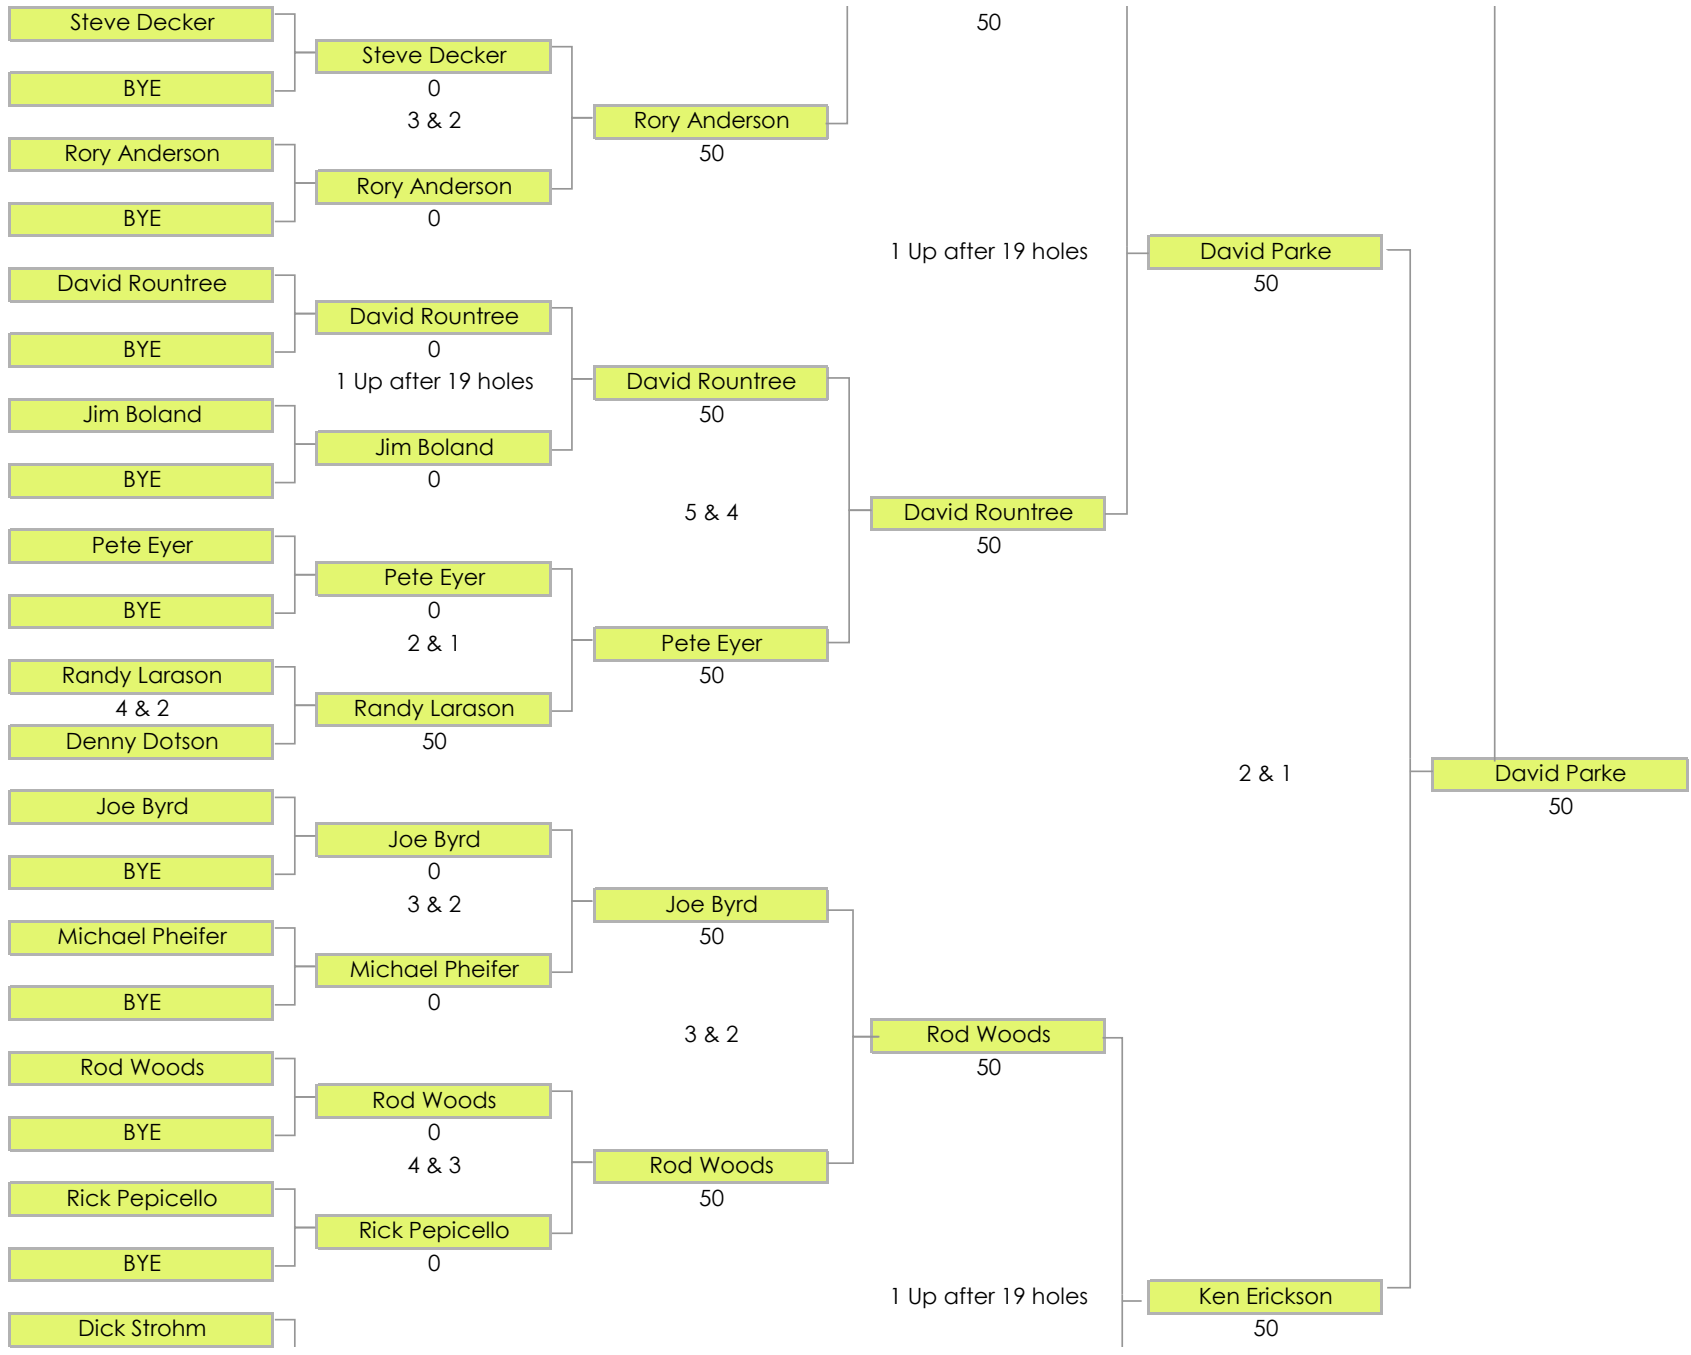 Steve Decker
50
Steve Decker
BYE
0
3 & 2
Rory Anderson
Rory Anderson
50
Rory Anderson
BYE
0
1 Up after 19 holes
David Parke
David Rountree
50
David Rountree
BYE
0
1 Up after 19 holes
David Rountree
Jim Boland
50
Jim Boland
BYE
0
5 & 4
David Rountree
Pete Eyer
50
Pete Eyer
BYE
0
2 & 1
Pete Eyer
Randy Larason
50
4 & 2
Randy Larason
Denny Dotson
50
2 & 1
David Parke
Joe Byrd
50
Joe Byrd
BYE
0
3 & 2
Joe Byrd
Michael Pheifer
50
Michael Pheifer
BYE
0
3 & 2
Rod Woods
Rod Woods
50
Rod Woods
BYE
0
4 & 3
Rod Woods
Rick Pepicello
50
Rick Pepicello
BYE
0
1 Up after 19 holes
Ken Erickson
Dick Strohm
50